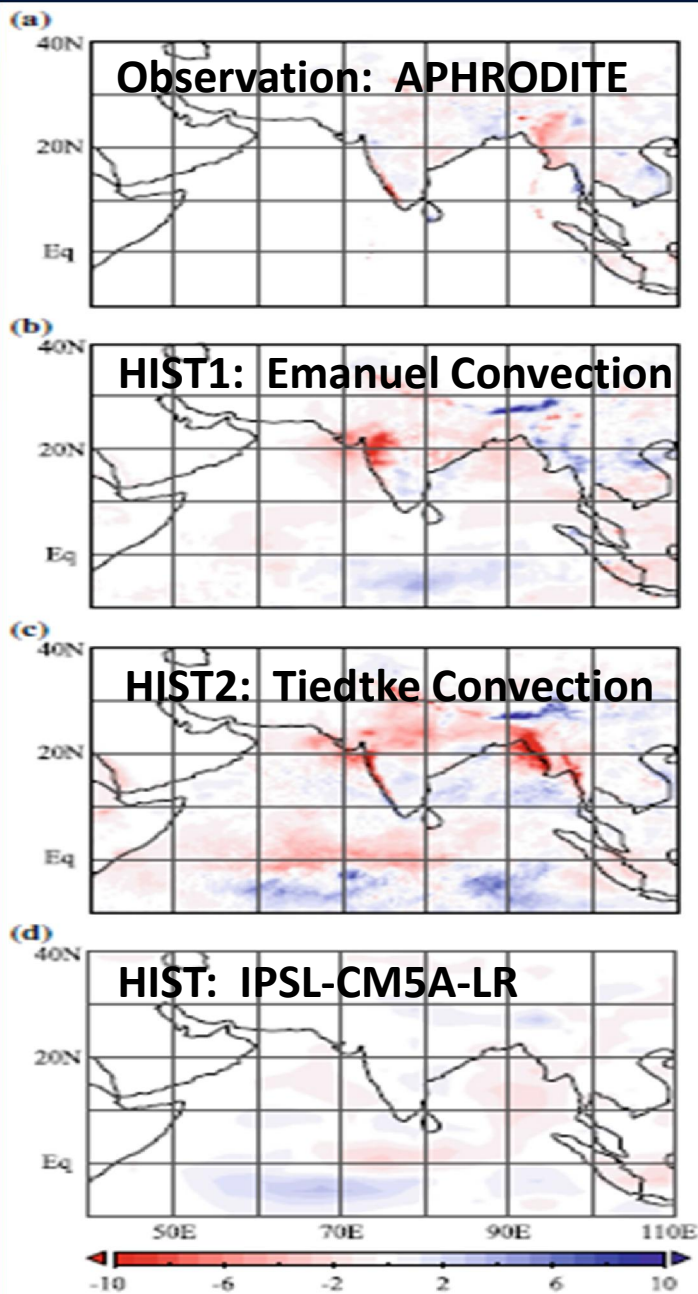 (a)
40N
Observation: APHRODITE
20N
Eq
(b)
40N
HIST1: Emanuel Convection
20N
Eq
(c)
40N
HIST2: Tiedtke Convection
20N
Eq
(d)
40N
HIST: IPSL-CM5A-LR
20N
Eq
50E 70E 90E 110E
-10 -6 -2 2 6 10